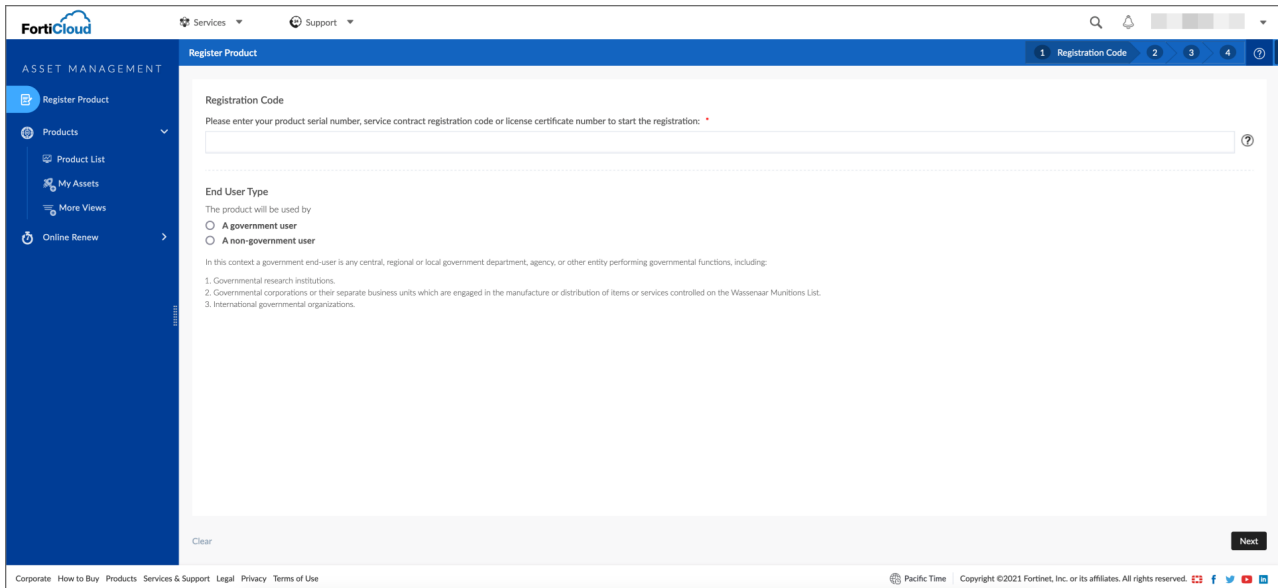 FortiCloud
Services
Support
ASSET MANAGEMENT
Register Product
Products
Product List
My Assets
More Views
Online Renew
Register Product
1 Registration Code 2 3 4
Registration Code
Please enter your product serial number, service contract registration code or license certificate number to start the registration: *
End User Type
The product will be used by
A government user
A non-government user
In this context a government end-user is any central, regional or local government department, agency, or other entity performing governmental functions, including:
1. Governmental research institutions.
2. Governmental corporations or their separate business units which are engaged in the manufacture or distribution of items or services controlled on the Wassenaar Munitions List.
3. International governmental organizations.
Clear
Next
Corporate How to Buy Products Services & Support Legal Privacy Terms of Use
Pacific Time Copyright ©2021 Fortinet, Inc. or its affiliates. All rights reserved.